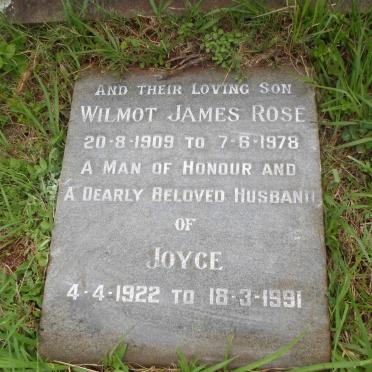 And Their Loving Son
Wilmot James Rose
20-8-1909 to 7-6-1978
A Man of Honour and
A Dearly Beloved Husband
of
Joyce
4-4-1922 to 18-3-1991